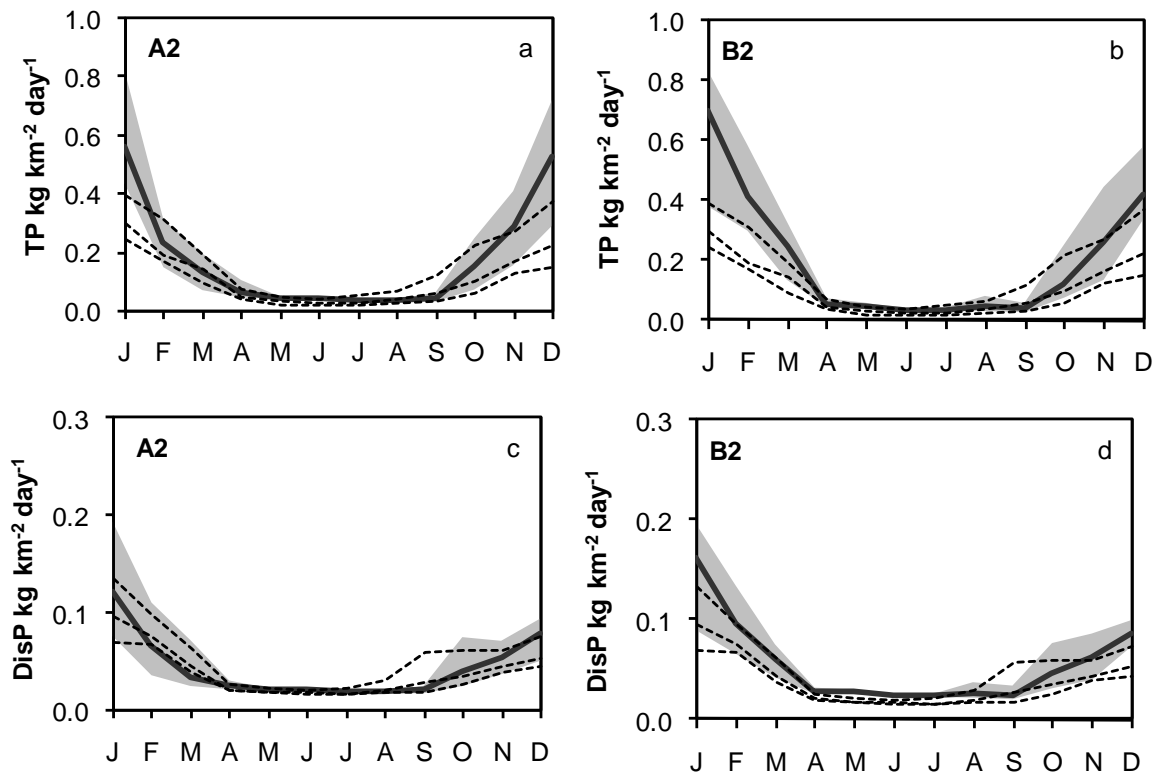 TP kg km⁻² day⁻¹
1.0
0.8
0.6
0.4
0.2
0.0
A2
a
J F M A M J J A S O N D
TP kg km⁻² day⁻¹
1.0
0.8
0.6
0.4
0.2
0.0
B2
b
J F M A M J J A S O N D
DisP kg km⁻² day⁻¹
0.3
0.2
0.1
0.0
A2
c
J F M A M J J A S O N D
DisP kg km⁻² day⁻¹
0.3
0.2
0.1
0.0
B2
d
J F M A M J J A S O N D